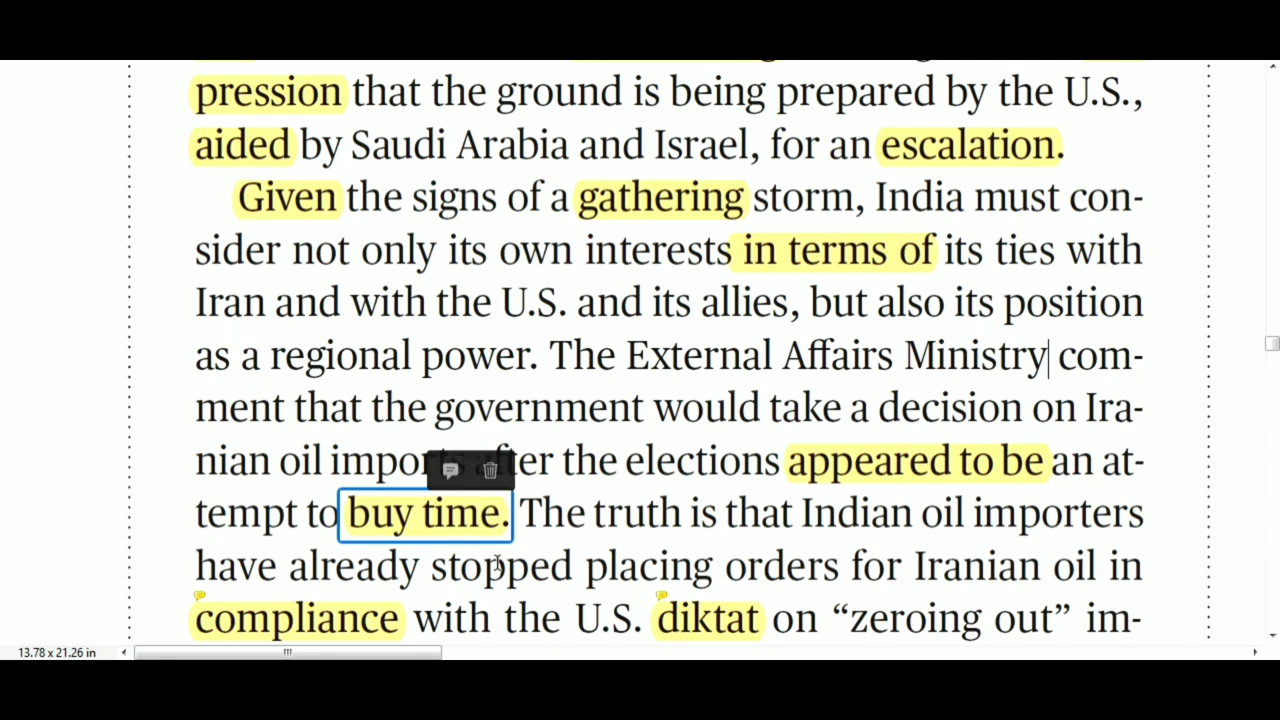 pression that the ground is being prepared by the U.S.,
aided by Saudi Arabia and Israel, for an escalation.
Given the signs of a gathering storm, India must con-
sider not only its own interests in terms of its ties with
Iran and with the U.S. and its allies, but also its position
as a regional power. The External Affairs Ministry com-
ment that the government would take a decision on Ira-
nian oil imports after the elections appeared to be an at-
tempt to buy time. The truth is that Indian oil importers
have already stopped placing orders for Iranian oil in
compliance with the U.S. diktat on “zeroing out” im-
13.78 x 21.26 in